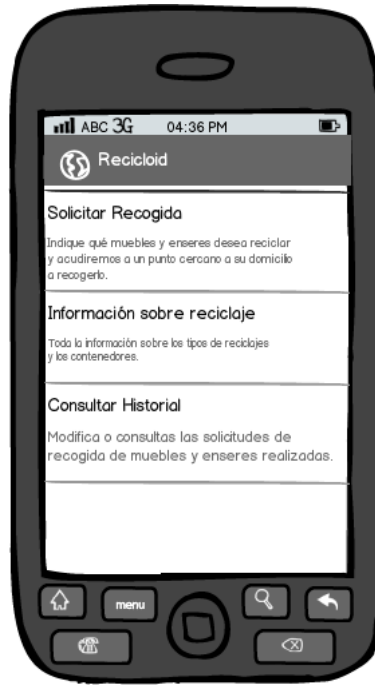 ABC 3G 04:36 PM
Recicloid
Solicitar Recogida
Indique qué muebles y enseres desea reciclar
y acudiremos a un punto cercano a su domicilio
a recogerlo.
Información sobre reciclaje
Toda la información sobre los tipos de reciclajes
y los contenedores.
Consultar Historial
Modifica o consultas las solicitudes de
recogida de muebles y enseres realizadas.
menu